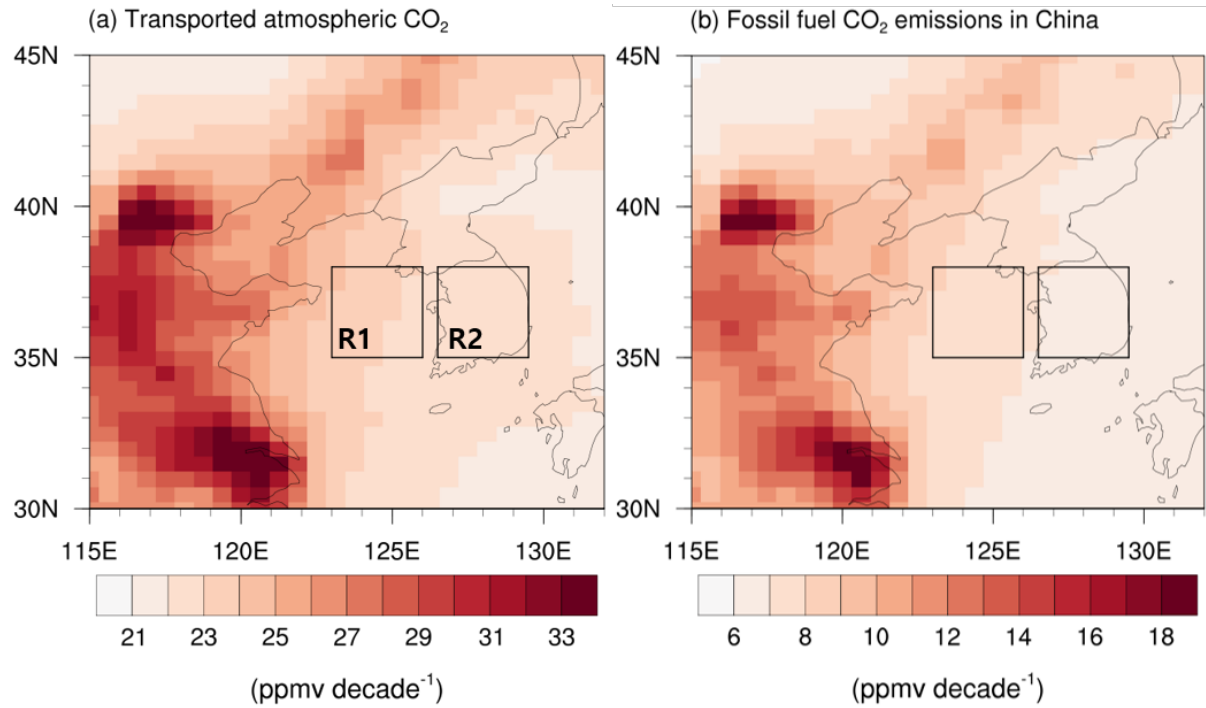 (a) Transported atmospheric CO₂
45N
40N
35N
30N
115E 120E 125E 130E
R1 R2
21 23 25 27 29 31 33
(ppmv decade⁻¹)
(b) Fossil fuel CO₂ emissions in China
45N
40N
35N
30N
115E 120E 125E 130E
6 8 10 12 14 16 18
(ppmv decade⁻¹)